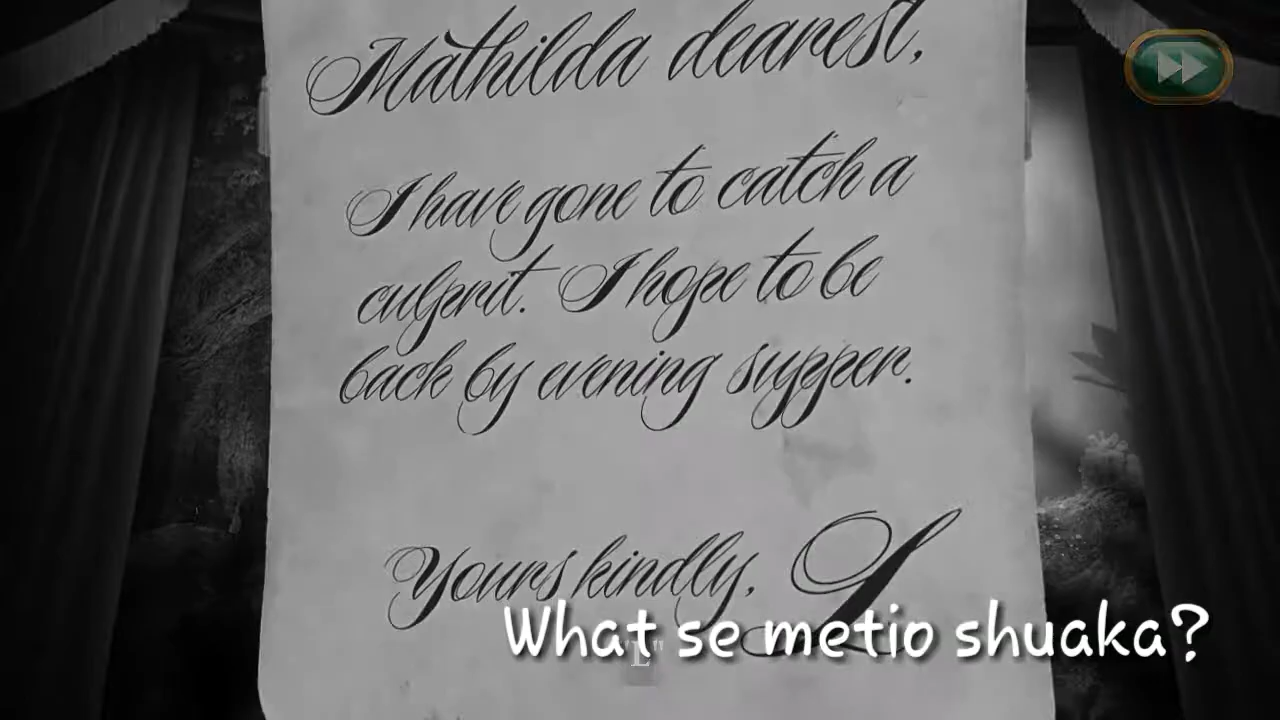 Mathilda dearest,
I have gone to catch a
culprit. I hope to be
back by evening supper.
Yours kindly, L
What se metio shuaka?
"L"